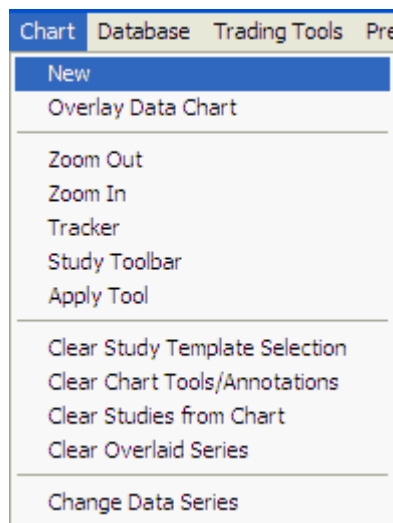 Chart Database Trading Tools Pre
New
Overlay Data Chart
Zoom Out
Zoom In
Tracker
Study Toolbar
Apply Tool
Clear Study Template Selection
Clear Chart Tools/Annotations
Clear Studies from Chart
Clear Overlaid Series
Change Data Series